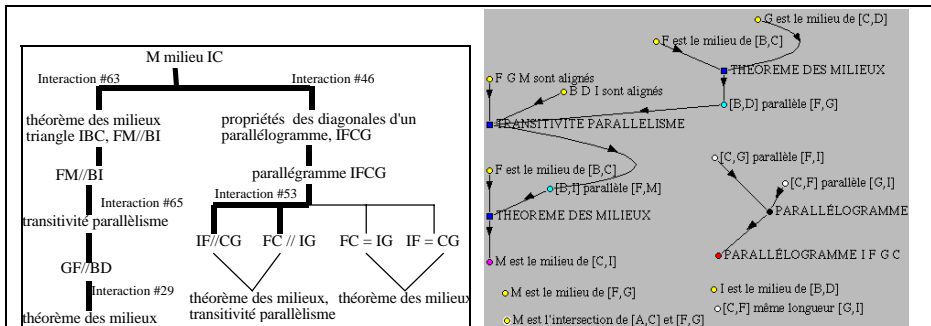 M milieu IC
Interaction #63
Interaction #46
théorème des milieux
triangle IBC, FM//BI
propriétés des diagonales d'un
parallélogramme, IFCG
FM//BI
parallégramme IFCG
Interaction #65
Interaction #53
transitivité parallèlisme
IF//CG
FC // IG
FC = IG
IF = CG
GF//BD
Interaction #29
théorème des milieux
théorème des milieux,
transitivité parallèlisme
théorème des milieux
G est le milieu de [C,D]
F est le milieu de [B,C]
THEOREME DES MILIEUX
F G M sont alignés
B D I sont alignés
[B,D] parallèle [F,G]
TRANSITIVITE PARALLELISME
F est le milieu de [B,C]
[B,I] parallèle [F,M]
THEOREME DES MILIEUX
[C,G] parallèle [F,I]
[C,F] parallèle [G,I]
PARALLÉLOGRAMME
M est le milieu de [C,I]
PARALLÉLOGRAMME I F G C
M est le milieu de [F,G]
I est le milieu de [B,D]
[C,F] même longueur [G,I]
M est l'intersection de [A,C] et [F,G]